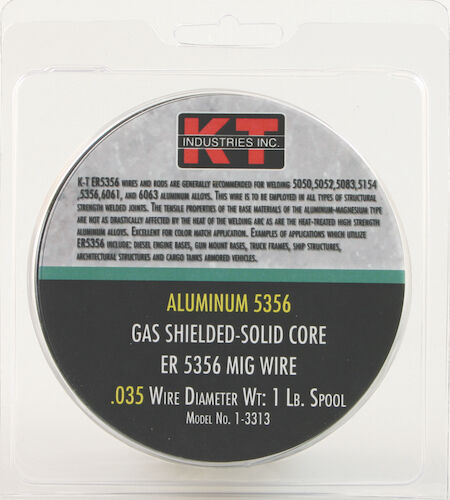 KT
INDUSTRIES INC.
K-T ER5356 WIRES AND RODS ARE GENERALLY RECOMMENDED FOR WELDING 5050,5052,5083,5154
,5356,6061, AND 6063 ALUMINUM ALLOYS. THIS WIRE IS TO BE EMPLOYED IN ALL TYPES OF STRUCTURAL
STRENGTH WELDED JOINTS. THE TENSILE PROPERTIES OF THE BASE MATERIALS OF THE ALUMINUM-MAGNESIUM TYPE
ARE NOT AS DRASTICALLY AFFECTED BY THE HEAT OF THE WELDING ARC AS ARE THE HEAT-TREATED HIGH STRENGTH
ALUMINUM ALLOYS. EXCELLENT FOR COLOR MATCH APPLICATION. EXAMPLES OF APPLICATIONS WHICH UTILIZE
ER5356 INCLUDE: DIESEL ENGINE BASES, GUN MOUNT BASES, TRUCK FRAMES, SHIP STRUCTURES,
ARCHITECTURAL STRUCTURES AND CARGO TANKS ARMORED VEHICLES.
ALUMINUM 5356
GAS SHIELDED-SOLID CORE
ER 5356 MIG WIRE
.035 WIRE DIAMETER WT: 1 LB. SPOOL
MODEL NO. 1-3313